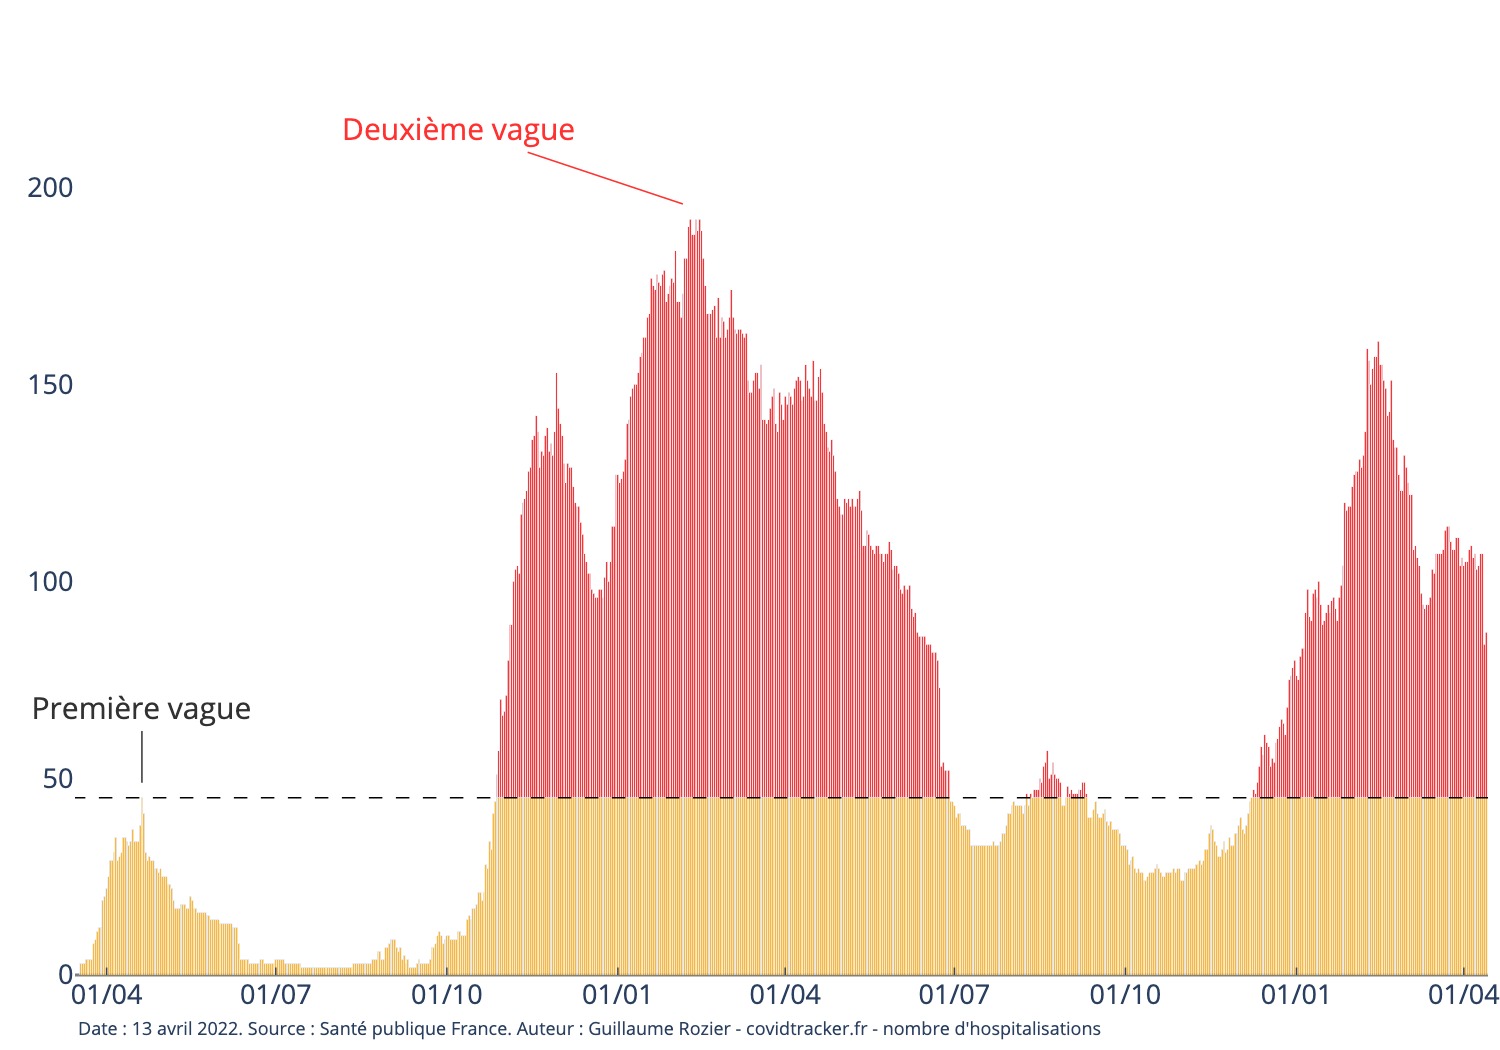 Deuxième vague
200
150
100
Première vague
50
0
01/04 01/07 01/10 01/01 01/04 01/07 01/10 01/01 01/04
Date : 13 avril 2022. Source : Santé publique France. Auteur : Guillaume Rozier - covidtracker.fr - nombre d'hospitalisations